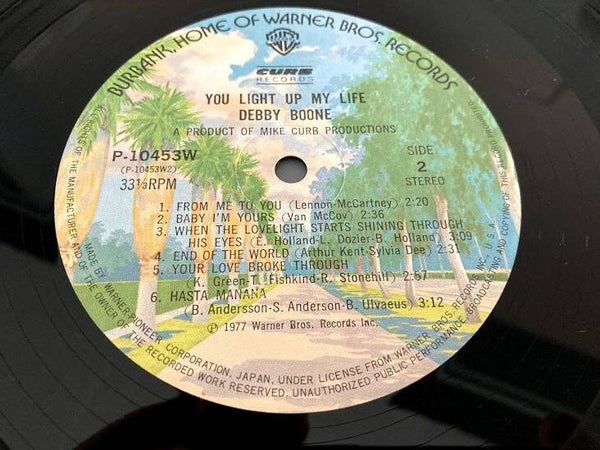 BURBANK, HOME OF WARNER BROS. RECORDS
CURB
RECORDS
YOU LIGHT UP MY LIFE
DEBBY BOONE
A PRODUCT OF MIKE CURB PRODUCTIONS
P-10453W
(P-10453W2)
33⅓RPM
SIDE
2
STEREO
1. FROM ME TO YOU (Lennon-McCartney) 2:20
2. BABY I'M YOURS (Van McCoy) 2:36
3. WHEN THE LOVELIGHT STARTS SHINING THROUGH
HIS EYES (E. Holland-L. Dozier-B. Holland) 3:09
4. END OF THE WORLD (Arthur Kent-Sylvia Dee) 2:31
5. YOUR LOVE BROKE THROUGH
(K. Green-T. Fishkind-R. Stonehill) 2:57
6. HASTA MANANA
(B. Andersson-S. Anderson-B. Ulvaeus) 3:12
℗ 1977 Warner Bros. Records Inc.
MADE BY WARNER-PIONEER CORPORATION, JAPAN, UNDER LICENSE FROM WARNER BROS. RECORDS INC., U.S.A.
OF THE MANUFACTURER AND OF THE OWNER OF THE RECORDED WORK RESERVED. UNAUTHORIZED PUBLIC PERFORMANCE, BROADCASTING AND COPYING OF THIS